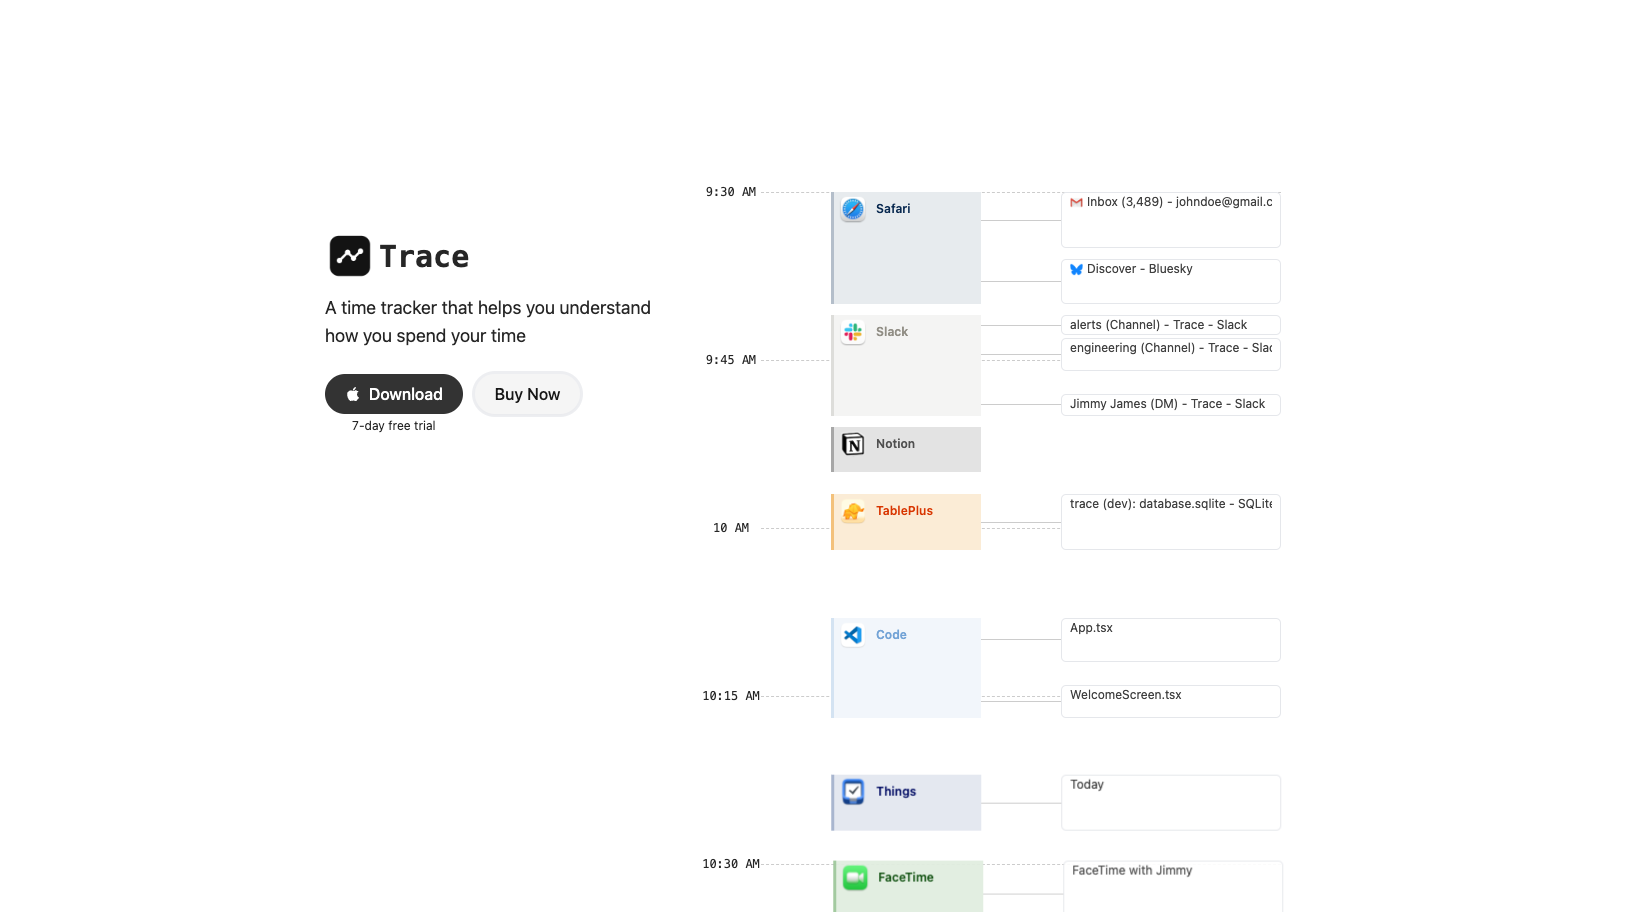 Trace
A time tracker that helps you understand
how you spend your time
Download
Buy Now
7-day free trial
9:30 AM
Safari
Inbox (3,489) - johndoe@gmail.c
Discover - Bluesky
Slack
alerts (Channel) - Trace - Slack
engineering (Channel) - Trace - Slac
9:45 AM
Jimmy James (DM) - Trace - Slack
Notion
TablePlus
trace (dev): database.sqlite - SQLite
10 AM
Code
App.tsx
10:15 AM
WelcomeScreen.tsx
Things
Today
10:30 AM
FaceTime
FaceTime with Jimmy